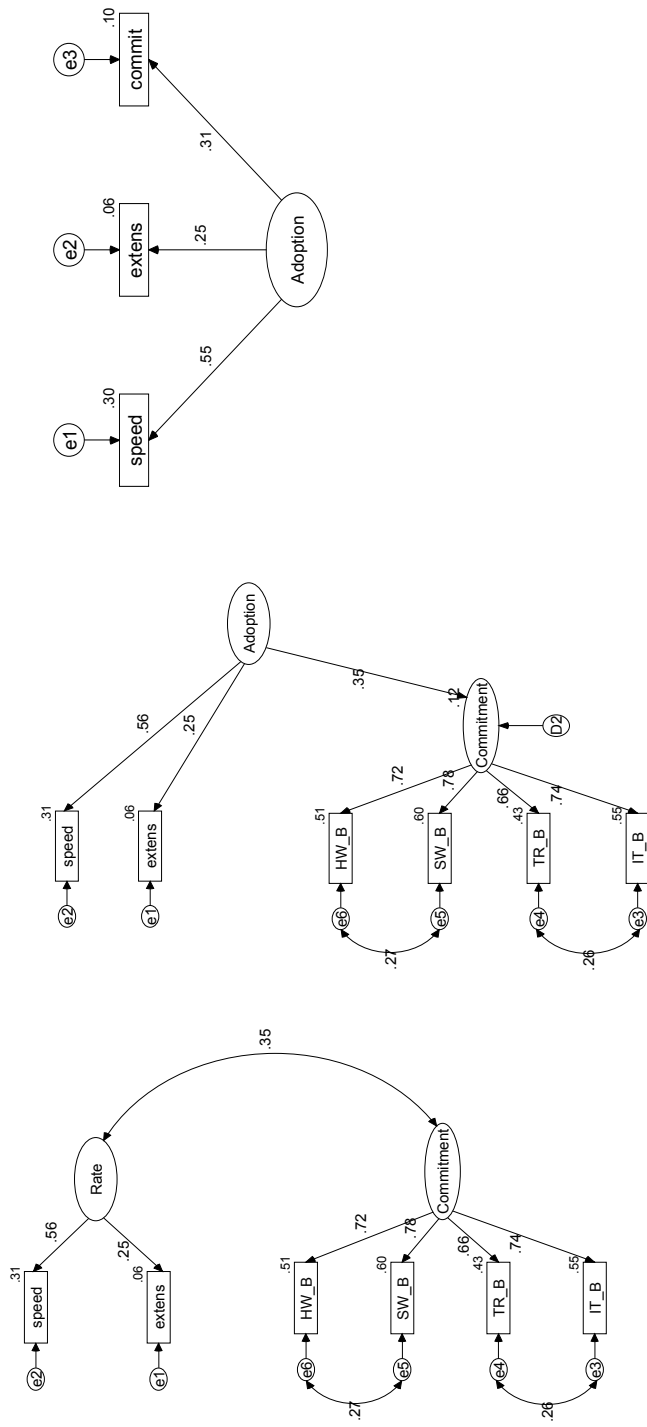 Rate
.56
.25
.31
speed
e2
.06
extens
e1
.35
Commitment
.72
.78
.66
.74
.51
HW_B
e6
.60
SW_B
e5
.43
TR_B
e4
.55
IT_B
e3
.27
.26
Adoption
.56
.25
.31
speed
e2
.06
extens
e1
.35
.12
Commitment
D2
.72
.78
.66
.74
.51
HW_B
e6
.60
SW_B
e5
.43
TR_B
e4
.55
IT_B
e3
.27
.26
e1
e2
e3
.30
speed
.06
extens
.10
commit
.55
.25
.31
Adoption